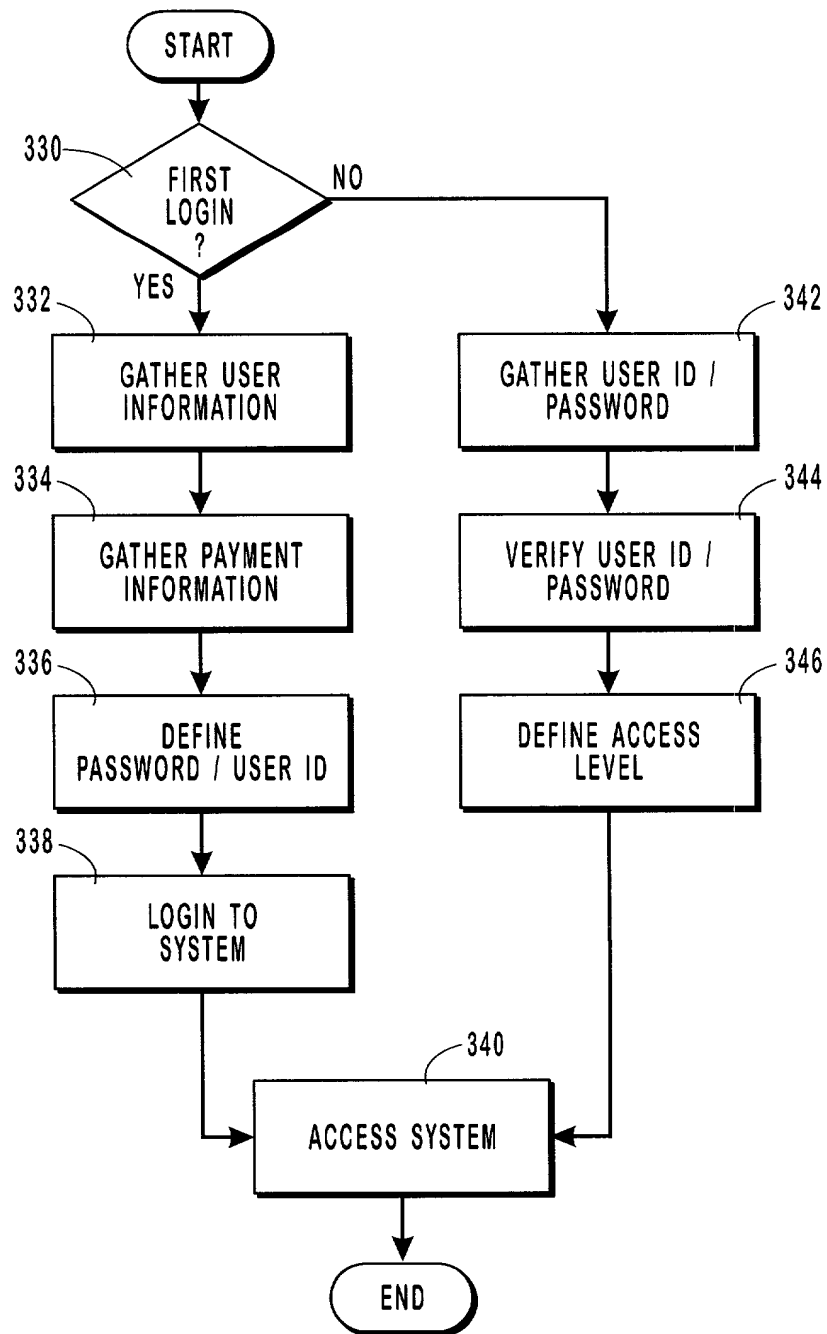 START
330
FIRST
LOGIN
?
NO
YES
332
GATHER USER
INFORMATION
334
GATHER PAYMENT
INFORMATION
336
DEFINE
PASSWORD / USER ID
338
LOGIN TO
SYSTEM
342
GATHER USER ID /
PASSWORD
344
VERIFY USER ID /
PASSWORD
346
DEFINE ACCESS
LEVEL
340
ACCESS SYSTEM
END